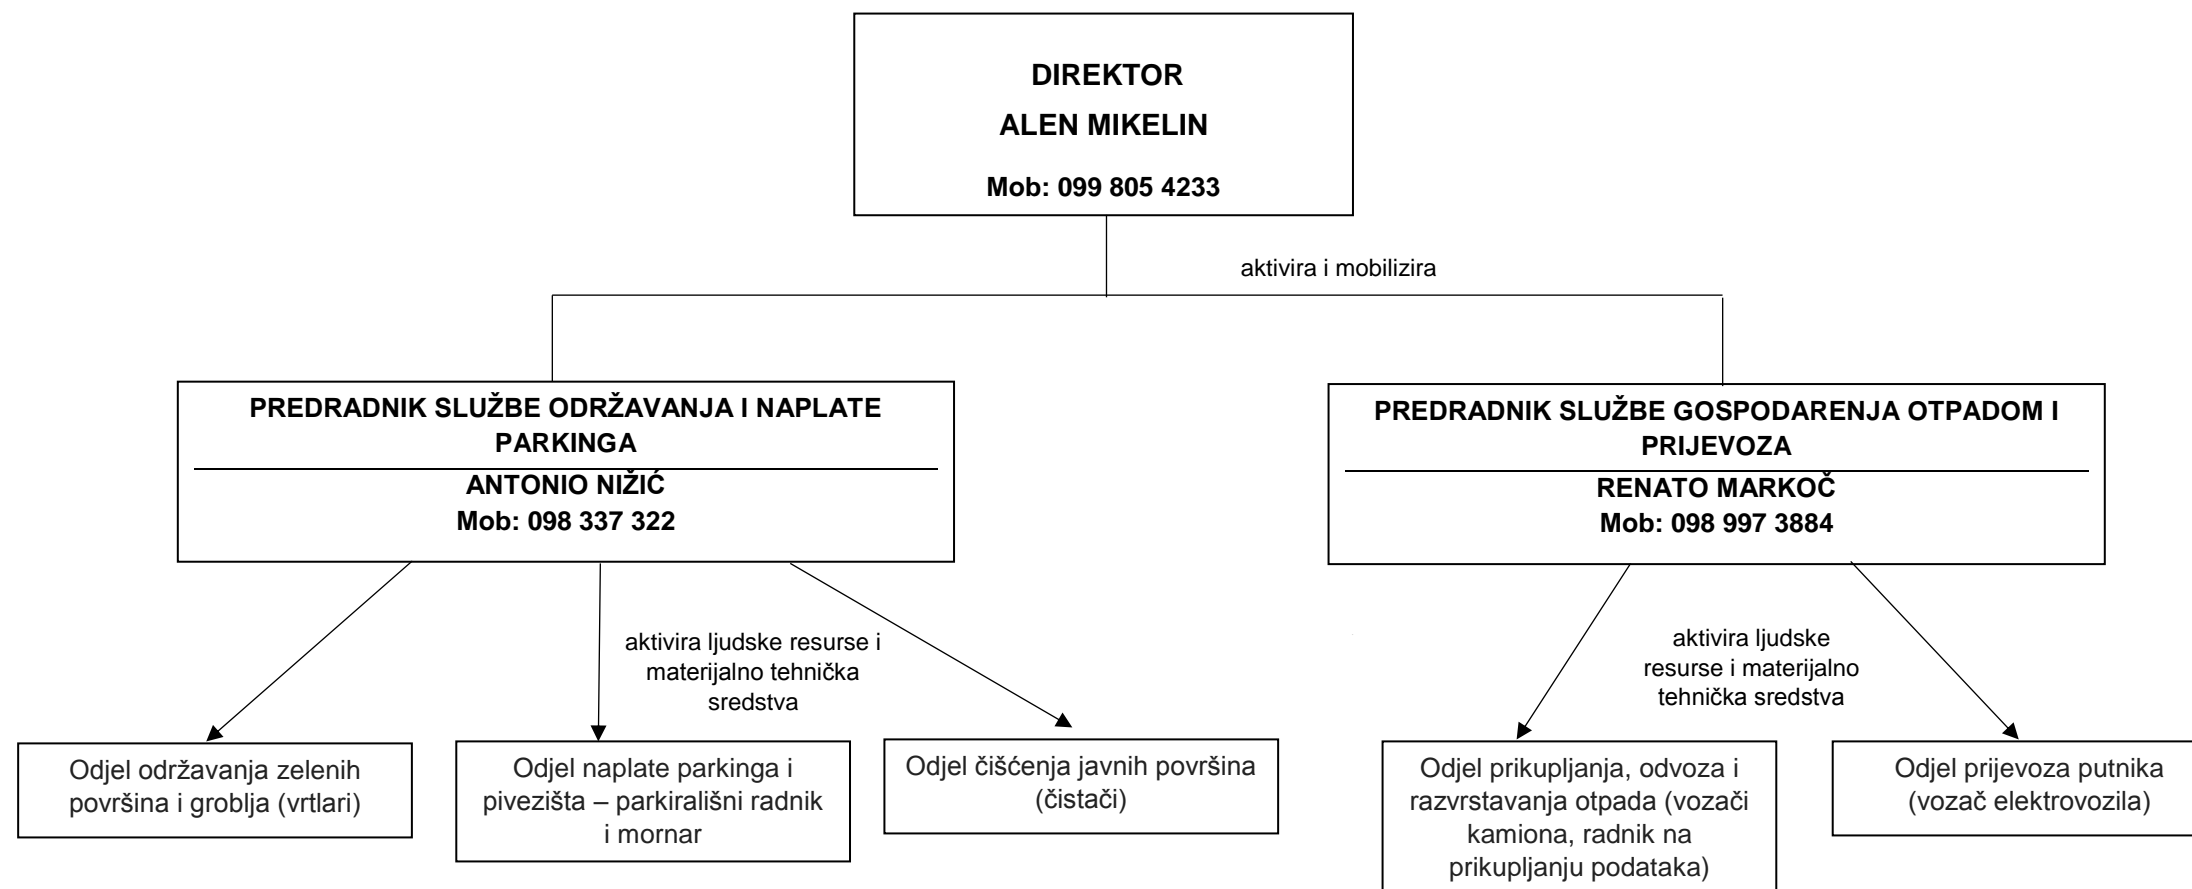 DIREKTOR
ALEN MIKELIN
Mob: 099 805 4233
aktivira i mobilizira
PREDRADNIK SLUŽBE ODRŽAVANJA I NAPLATE
PARKINGA
ANTONIO NIŽIĆ
Mob: 098 337 322
PREDRADNIK SLUŽBE GOSPODARENJA OTPADOM I
PRIJEVOZA
RENATO MARKOČ
Mob: 098 997 3884
aktivira ljudske resurse i
materijalno tehnička
sredstva
aktivira ljudske
resurse i materijalno
tehnička sredstva
Odjel održavanja zelenih
površina i groblja (vrtlari)
Odjel naplate parkinga i
pivezišta – parkirališni radnik
i mornar
Odjel čišćenja javnih površina
(čistači)
Odjel prikupljanja, odvoza i
razvrstavanja otpada (vozači
kamiona, radnik na
prikupljanju podataka)
Odjel prijevoza putnika
(vozač elektrovozila)